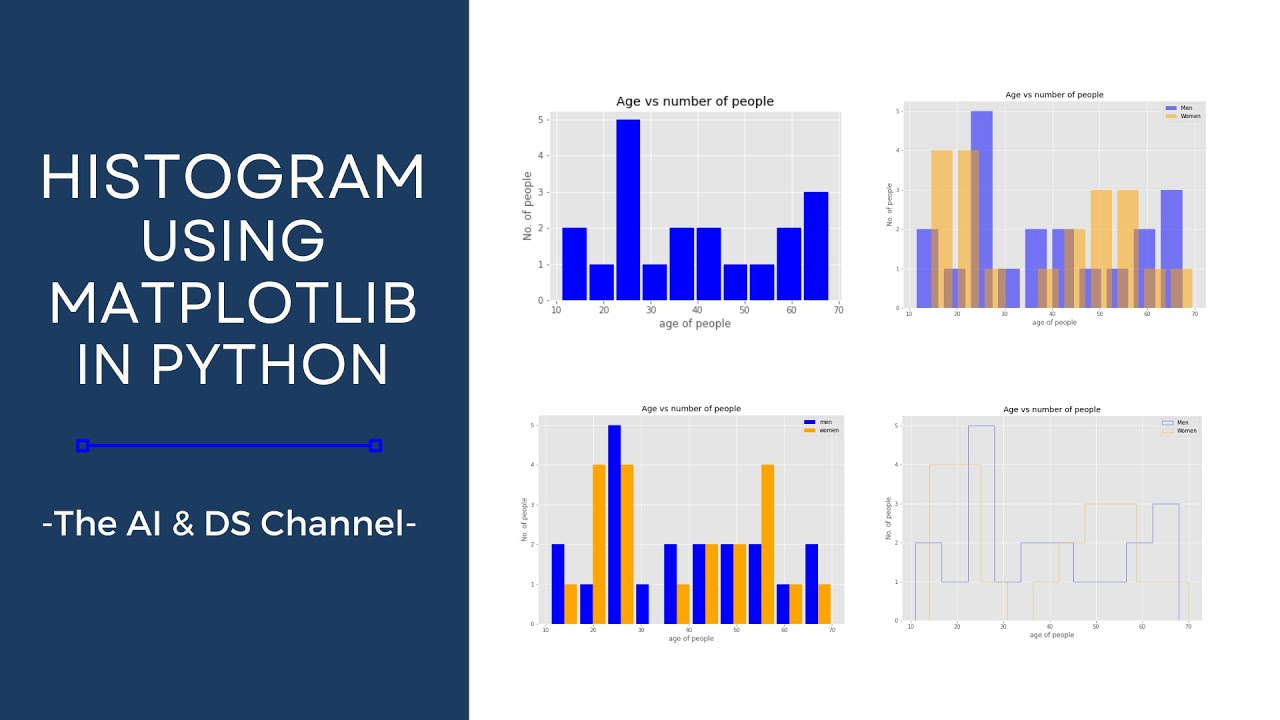 HISTOGRAM
USING
MATPLOTLIB
IN PYTHON
-The AI & DS Channel-
Age vs number of people
No. of people
5
4
3
2
1
0
10 20 30 40 50 60 70
age of people
Age vs number of people
Men
Women
No. of people
5
4
3
2
1
0
10 20 30 40 50 60 70
age of people
Age vs number of people
men
women
No. of people
5
4
3
2
1
0
10 20 30 40 50 60 70
age of people
Age vs number of people
Men
Women
No. of people
5
4
3
2
1
0
10 20 30 40 50 60 70
age of people